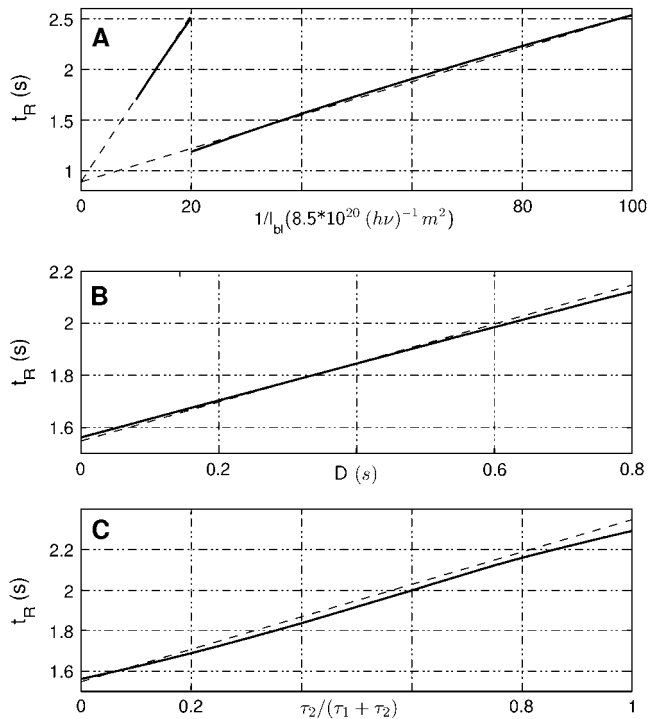 A
2.5
2
1.5
1
t_R (s)
0 20 40 60 80 100
1/I_bl(8.5*10^20 (hν)^-1 m^2)
B
2.2
2
1.8
1.6
t_R (s)
0 0.2 0.4 0.6 0.8
D (s)
C
2.2
2
1.8
1.6
t_R (s)
0 0.2 0.4 0.6 0.8 1
τ_2/(τ_1 + τ_2)